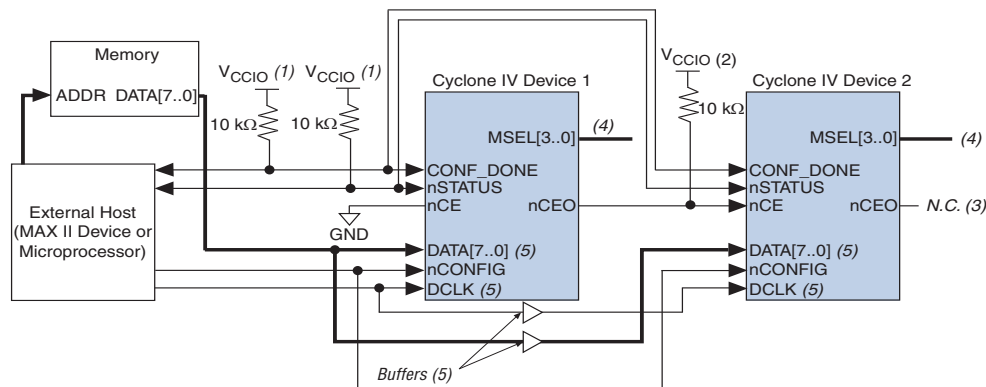 Memory
ADDR DATA[7..0]
VCCIO (1)
10 kΩ
VCCIO (1)
10 kΩ
Cyclone IV Device 1
MSEL[3..0]
(4)
CONF_DONE
nSTATUS
nCE
nCEO
DATA[7..0] (5)
nCONFIG
DCLK (5)
GND
VCCIO (2)
10 kΩ
Cyclone IV Device 2
MSEL[3..0]
(4)
CONF_DONE
nSTATUS
nCE
nCEO
N.C. (3)
DATA[7..0] (5)
nCONFIG
DCLK (5)
External Host
(MAX II Device or
Microprocessor)
Buffers (5)